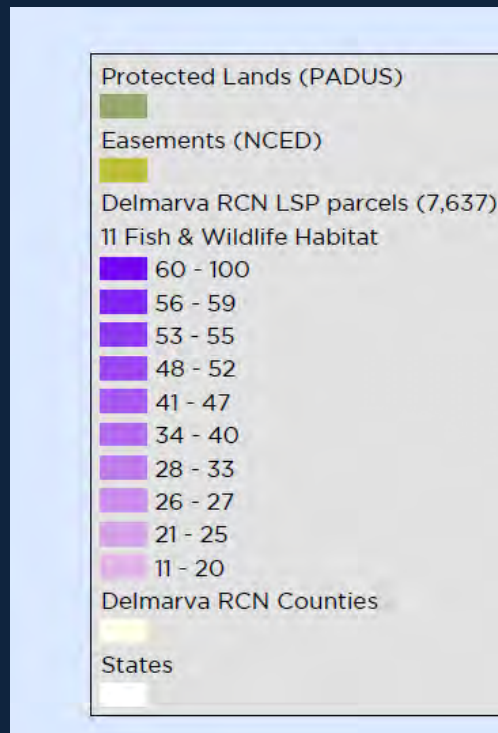 Protected Lands (PADUS)
Easements (NCED)
Delmarva RCN LSP parcels (7,637)
11 Fish & Wildlife Habitat
60 - 100
56 - 59
53 - 55
48 - 52
41 - 47
34 - 40
28 - 33
26 - 27
21 - 25
11 - 20
Delmarva RCN Counties
States